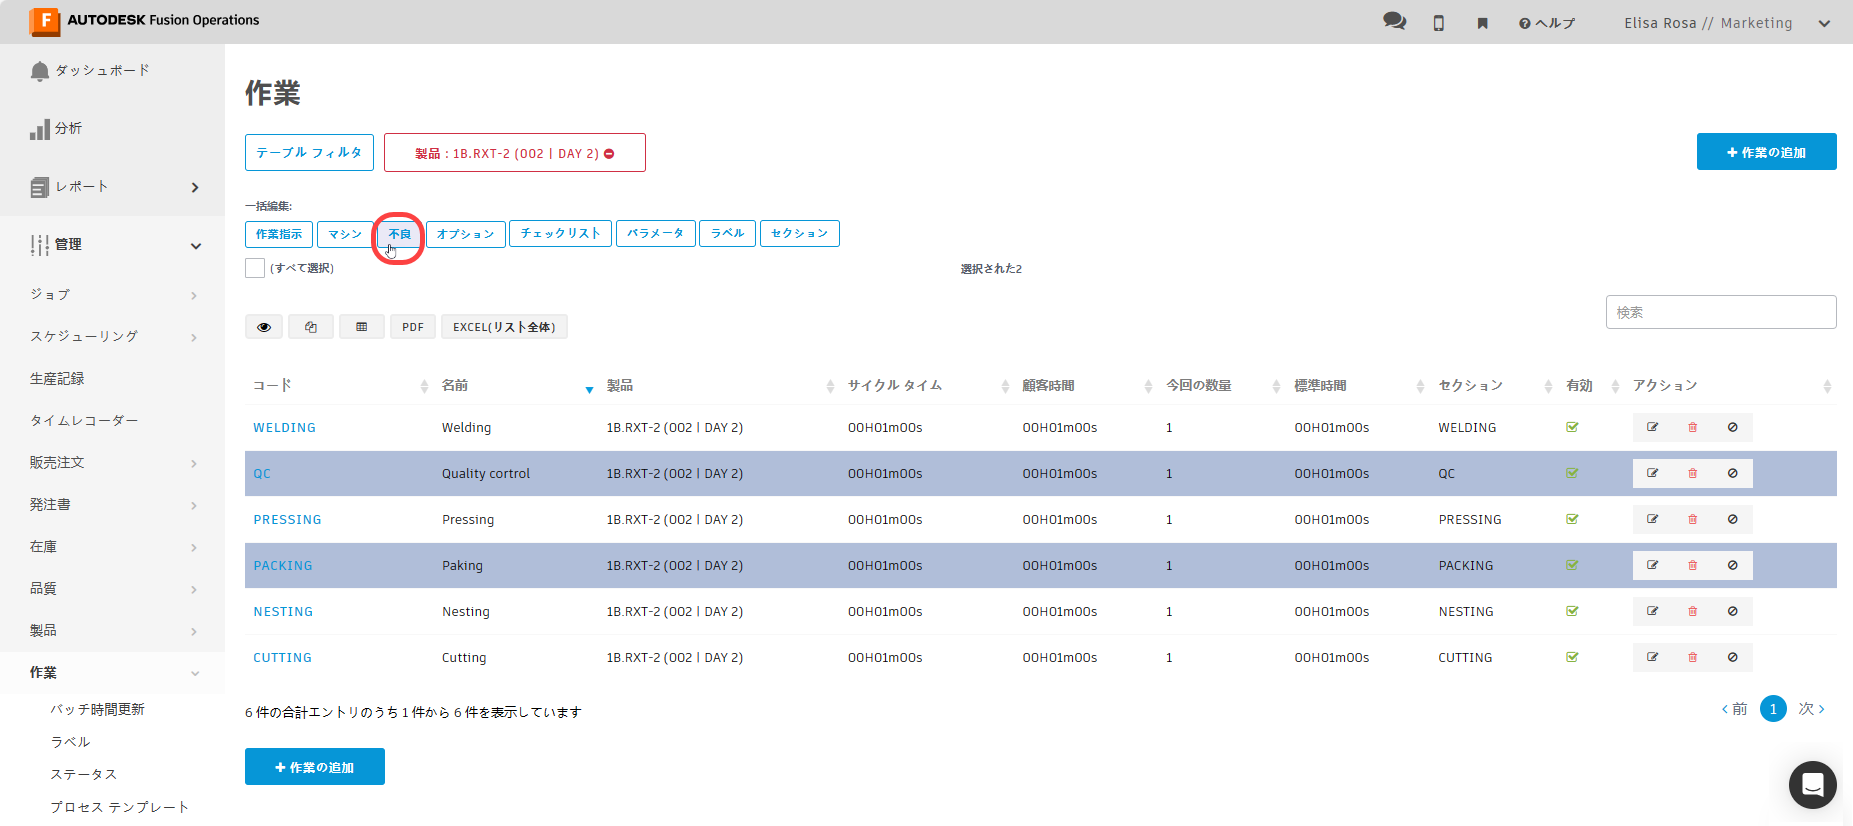 F AUTODESK Fusion Operations
ヘルプ
Elisa Rosa // Marketing
ダッシュボード
分析
レポート
管理
ジョブ
スケジューリング
生産記録
タイムレコーダー
販売注文
発注書
在庫
品質
製品
作業
バッチ時間更新
ラベル
ステータス
プロセス テンプレート
作業
テーブル フィルタ 製品 : 1B.RXT-2 (002 | DAY 2)
作業の追加
一括編集:
作業指示 マシン 不良 オプション チェックリスト パラメータ ラベル セクション
(すべて選択) 選択された2
PDF EXCEL(リスト全体)
検索
コード 名前 製品 サイクル タイム 顧客時間 今回の数量 標準時間 セクション 有効 アクション
WELDING Welding 1B.RXT-2 (002 | DAY 2) 00H01m00s 00H01m00s 1 00H01m00s WELDING
QC Quality cortrol 1B.RXT-2 (002 | DAY 2) 00H01m00s 00H01m00s 1 00H01m00s QC
PRESSING Pressing 1B.RXT-2 (002 | DAY 2) 00H01m00s 00H01m00s 1 00H01m00s PRESSING
PACKING Paking 1B.RXT-2 (002 | DAY 2) 00H01m00s 00H01m00s 1 00H01m00s PACKING
NESTING Nesting 1B.RXT-2 (002 | DAY 2) 00H01m00s 00H01m00s 1 00H01m00s NESTING
CUTTING Cutting 1B.RXT-2 (002 | DAY 2) 00H01m00s 00H01m00s 1 00H01m00s CUTTING
6 件の合計エントリのうち 1 件から 6 件を表示しています
前 1 次
作業の追加